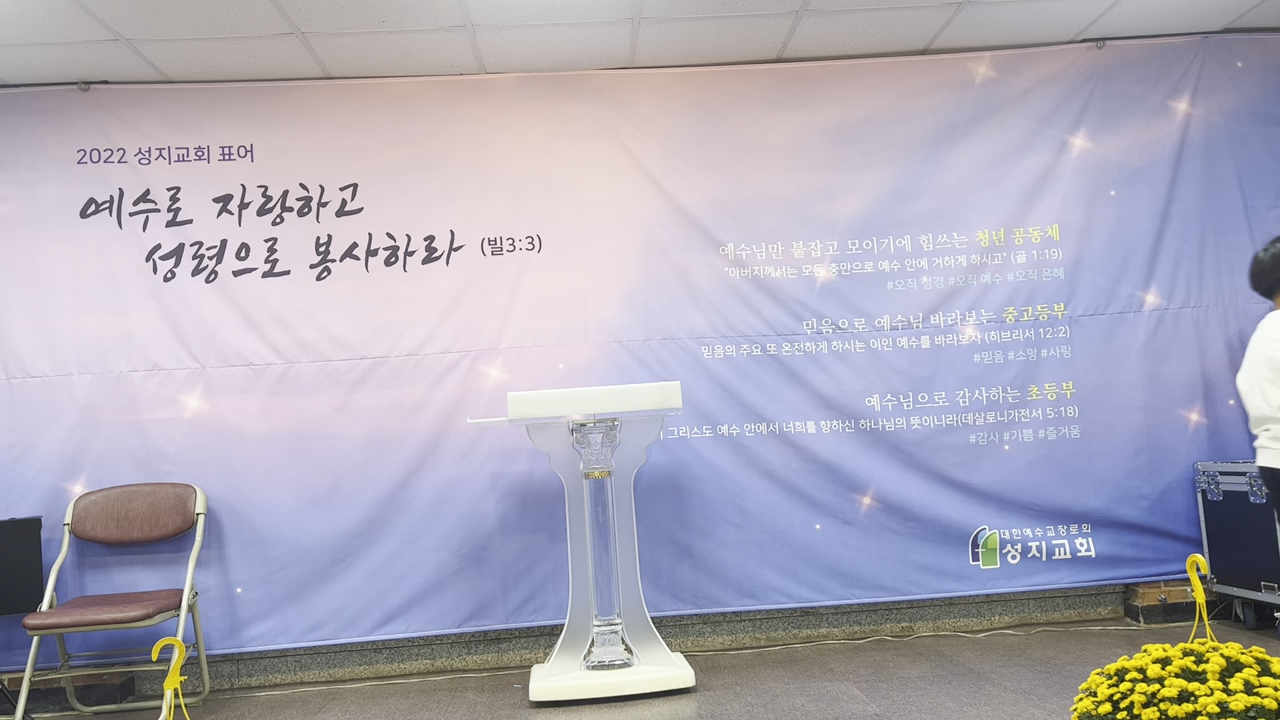 2022 성지교회 표어
예수로 자랑하고
성령으로 봉사하라 (빌3:3)
예수님만 붙잡고 모이기에 힘쓰는 청년 공동체
"아버지께서는 모든 충만으로 예수 안에 거하게 하시고" (골 1:19)
#오직 성경 #오직 예수 #오직 은혜
믿음으로 예수님 바라보는 중고등부
믿음의 주요 또 온전하게 하시는 이인 예수를 바라보자 (히브리서 12:2)
#믿음 #소망 #사랑
예수님으로 감사하는 초등부
그리스도 예수 안에서 너희를 향하신 하나님의 뜻이니라(데살로니가전서 5:18)
#감사 #기쁨 #즐거움
대한예수교장로회
성지교회